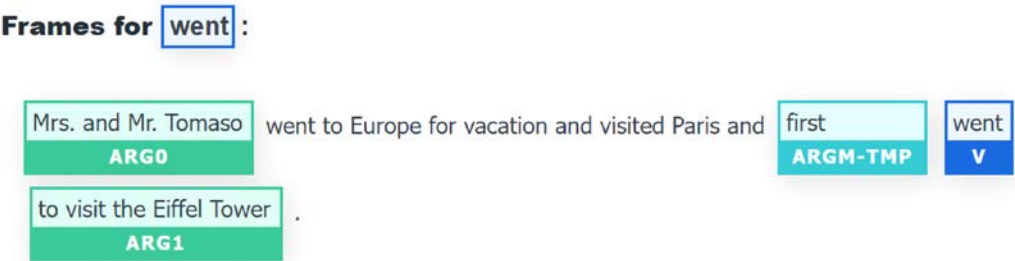 Frames for went :
Mrs. and Mr. Tomaso went to Europe for vacation and visited Paris and first went
ARG0 ARGM-TMP V
to visit the Eiffel Tower .
ARG1